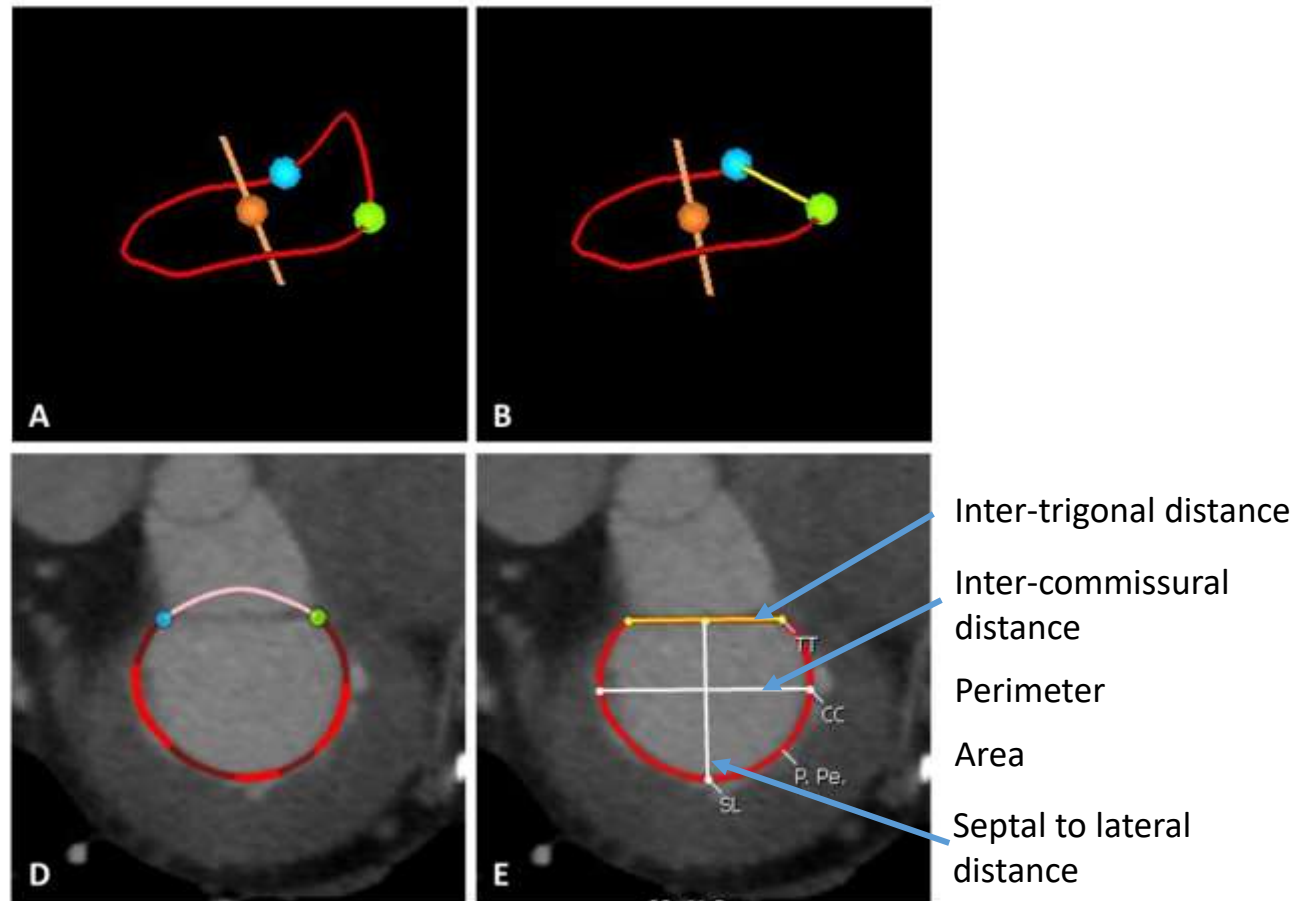 A
B
D
E
TT
CC
P. Pe.
SL
Inter-trigonal distance
Inter-commissural
distance
Perimeter
Area
Septal to lateral
distance